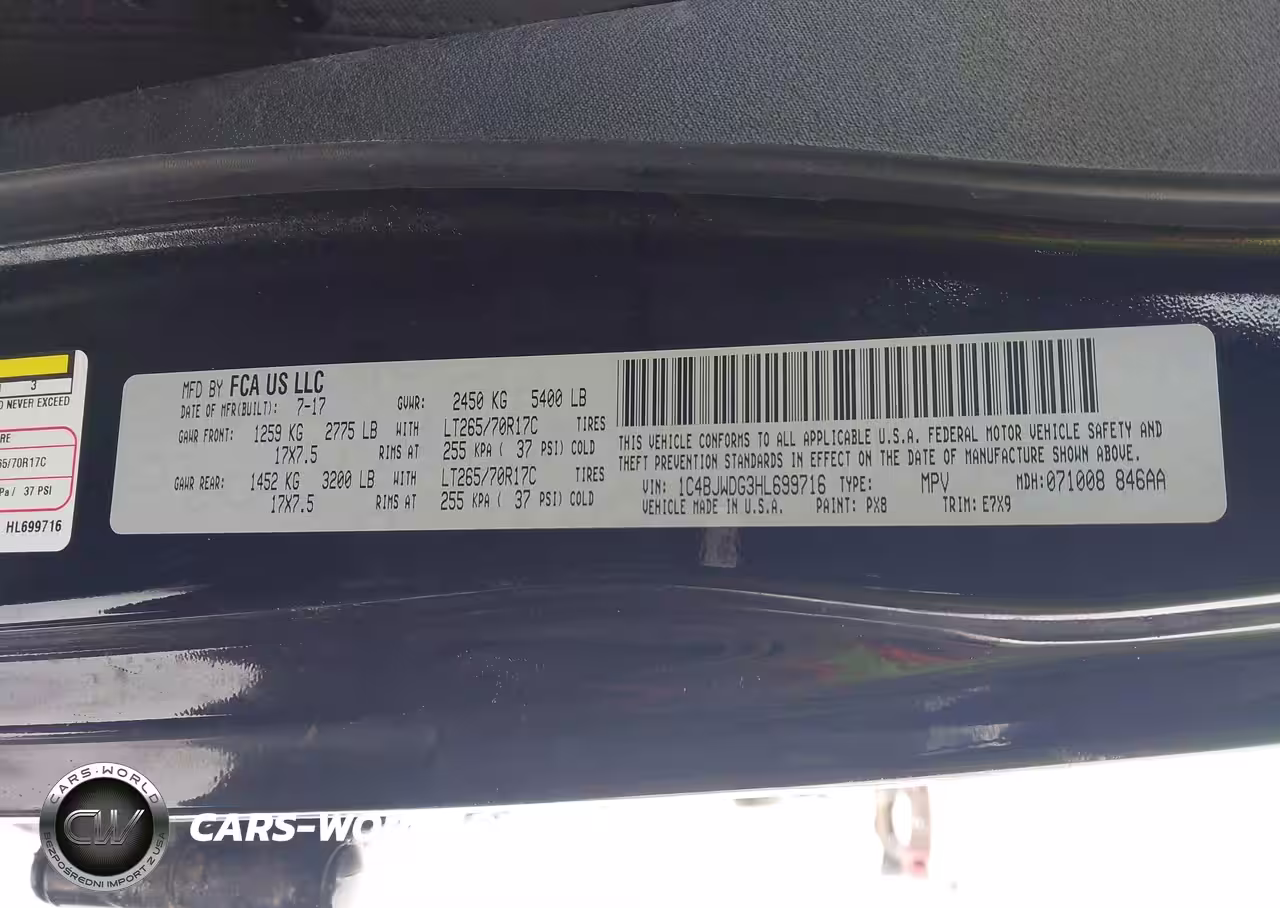 3
D NEVER EXCEED
RE
65/70R17C
Pa / 37 PSI
HL699716
MFD BY FCA US LLC
DATE OF MFR(BUILT): 7-17 GVWR: 2450 KG 5400 LB
GAWR FRONT: 1259 KG 2775 LB WITH LT265/70R17C TIRES
17X7.5 RIMS AT 255 KPA ( 37 PSI) COLD
GAWR REAR: 1452 KG 3200 LB WITH LT265/70R17C TIRES
17X7.5 RIMS AT 255 KPA ( 37 PSI) COLD
THIS VEHICLE CONFORMS TO ALL APPLICABLE U.S.A. FEDERAL MOTOR VEHICLE SAFETY AND
THEFT PREVENTION STANDARDS IN EFFECT ON THE DATE OF MANUFACTURE SHOWN ABOVE.
VIN: 1C4BJWDG3HL699716 TYPE: MPV MDH:071008 846AA
VEHICLE MADE IN U.S.A. PAINT: PX8 TRIM: E7X9
CARS-WORLD
CW
BEZPOŚREDNI IMPORT Z USA
CARS-WO